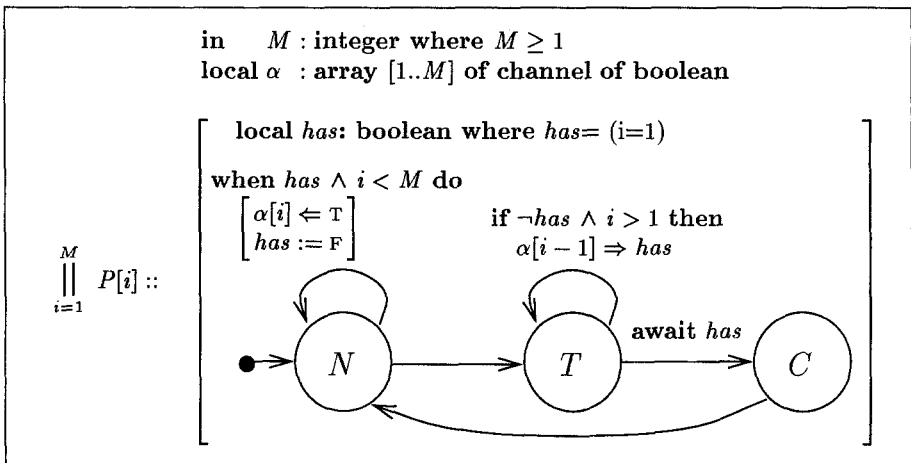 in M : integer where M ≥ 1
local α : array [1..M] of channel of boolean
local has: boolean where has= (i=1)
when has ∧ i < M do
α[i] ⇐ T
has := F
if ¬has ∧ i > 1 then
α[i − 1] ⇒ has
M
|| P[i] ::
i=1
await has
N T C